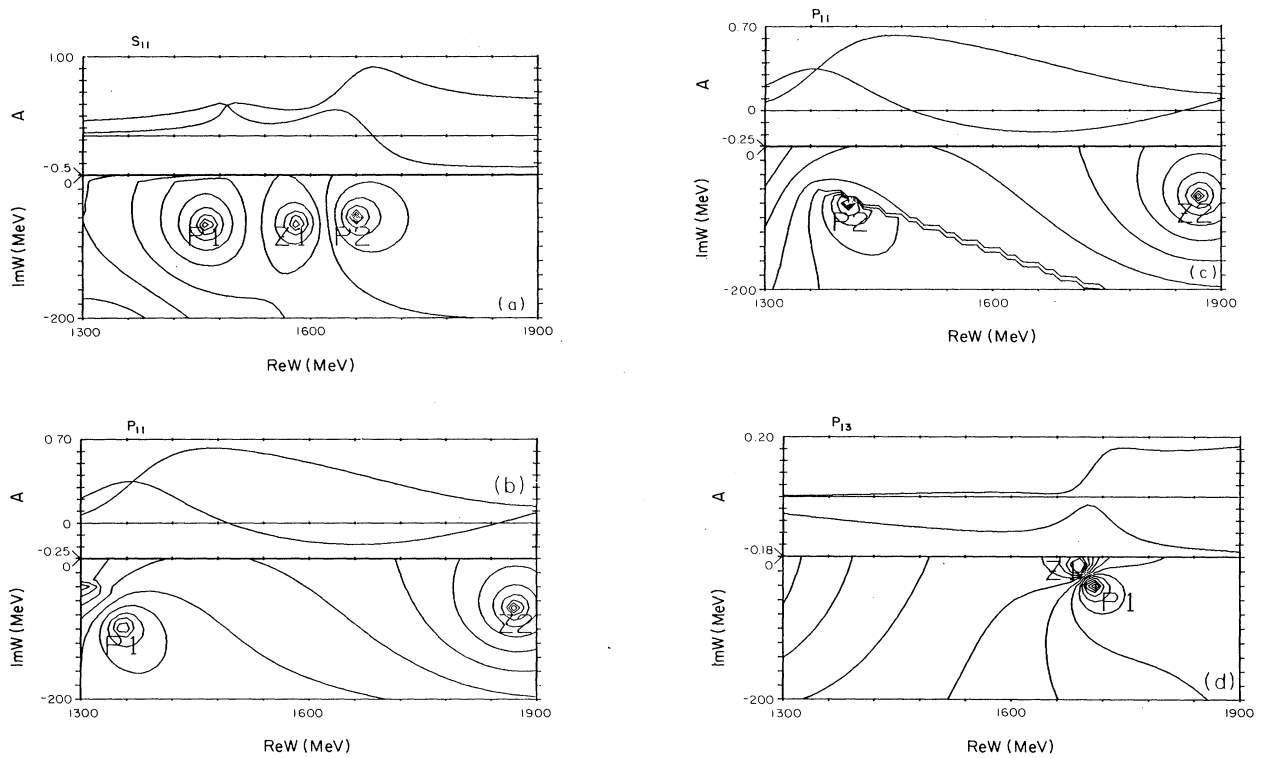 S11
1.00
A
-0.5
0
ImW (MeV)
P1
Z1
P2
(a)
-200
1300
1600
1900
ReW (MeV)
P11
0.70
A
0
-0.25
0
ImW (MeV)
P2
Z2
(c)
-200
1300
1600
1900
ReW (MeV)
P11
0.70
A
0
-0.25
0
ImW (MeV)
(b)
P1
Z2
-200
1300
1600
1900
ReW (MeV)
P13
0.20
A
-0.18
0
ImW (MeV)
P1
(d)
-200
1300
1600
1900
ReW (MeV)